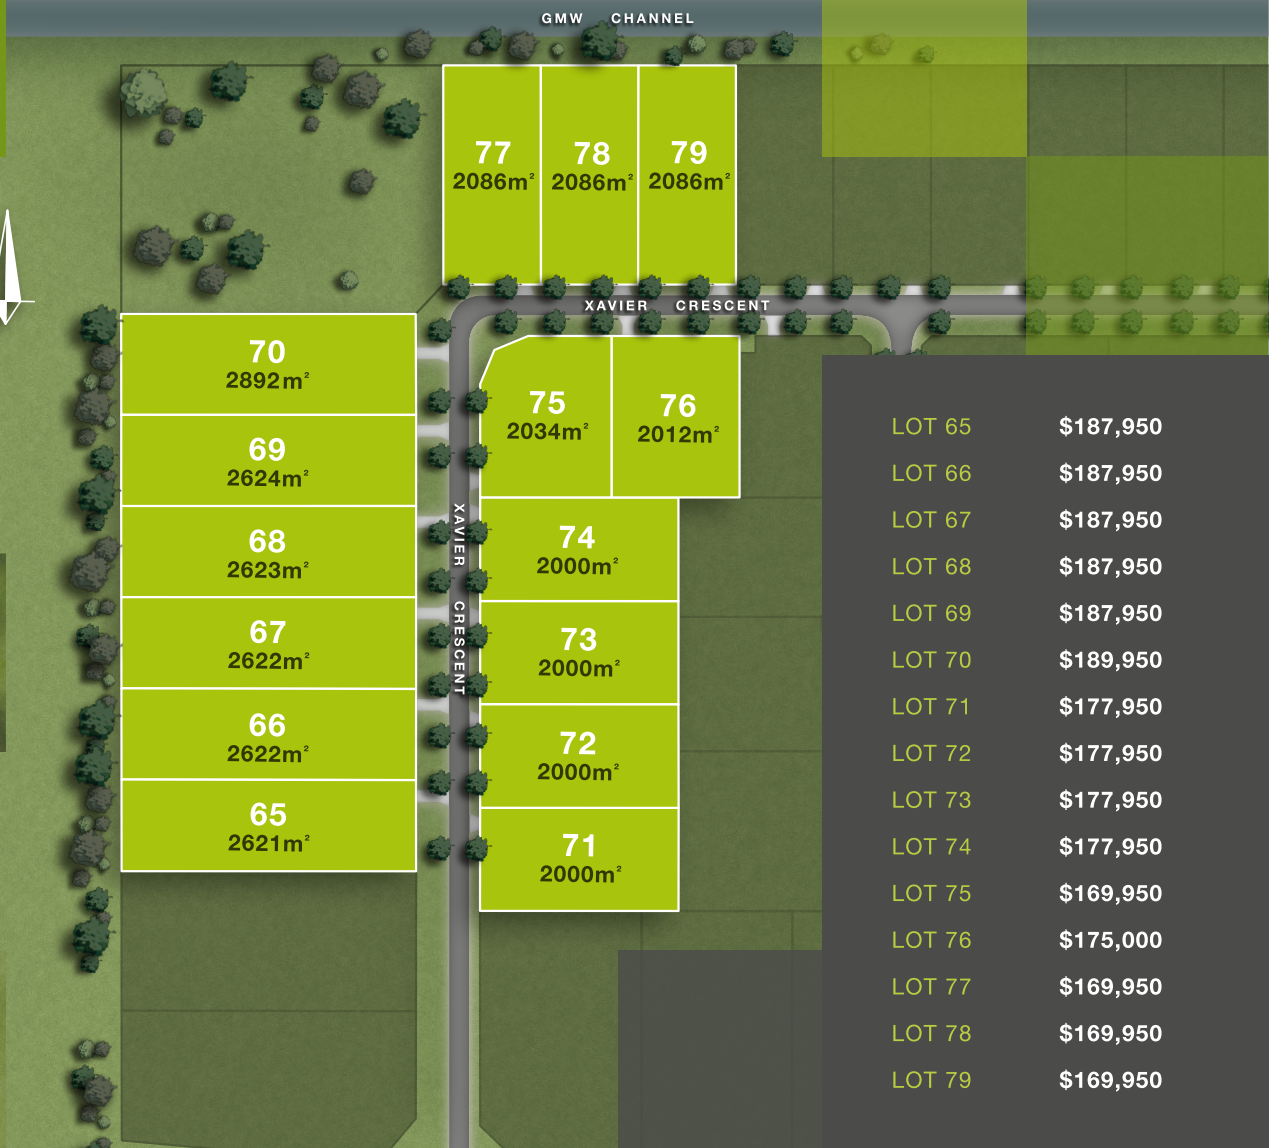 GMW CHANNEL
77
2086m²
78
2086m²
79
2086m²
XAVIER CRESCENT
70
2892m²
69
2624m²
68
2623m²
67
2622m²
66
2622m²
65
2621m²
XAVIER CRESCENT
75
2034m²
76
2012m²
74
2000m²
73
2000m²
72
2000m²
71
2000m²
LOT 65 $187,950
LOT 66 $187,950
LOT 67 $187,950
LOT 68 $187,950
LOT 69 $187,950
LOT 70 $189,950
LOT 71 $177,950
LOT 72 $177,950
LOT 73 $177,950
LOT 74 $177,950
LOT 75 $169,950
LOT 76 $175,000
LOT 77 $169,950
LOT 78 $169,950
LOT 79 $169,950